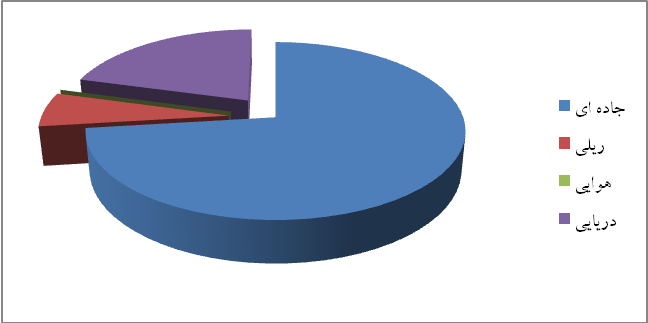 جاده ای
ریلی
هوایی
دریایی